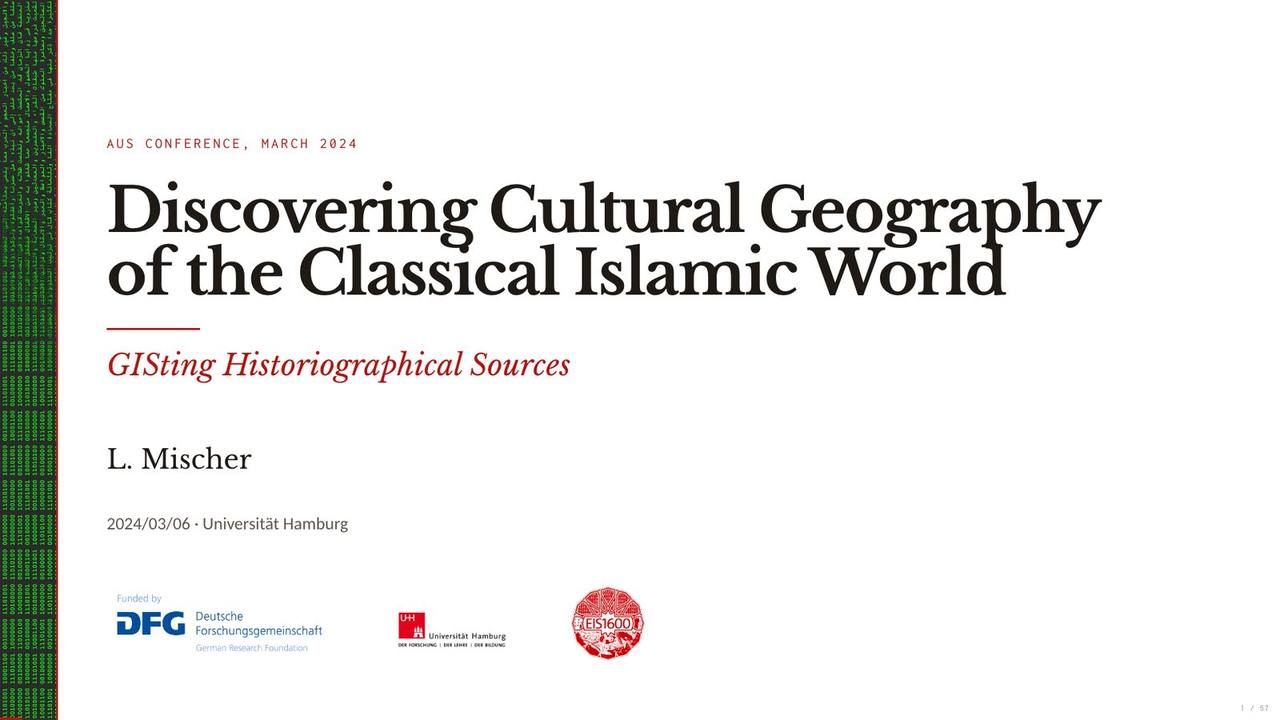 AUS CONFERENCE, MARCH 2024
Discovering Cultural Geography
of the Classical Islamic World
GISting Historiographical Sources
L. Mischer
2024/03/06 · Universität Hamburg
Funded by
DFG Deutsche
Forschungsgemeinschaft
German Research Foundation
UHH
Universität Hamburg
DER FORSCHUNG | DER LEHRE | DER BILDUNG
EIS1600
1 / 57